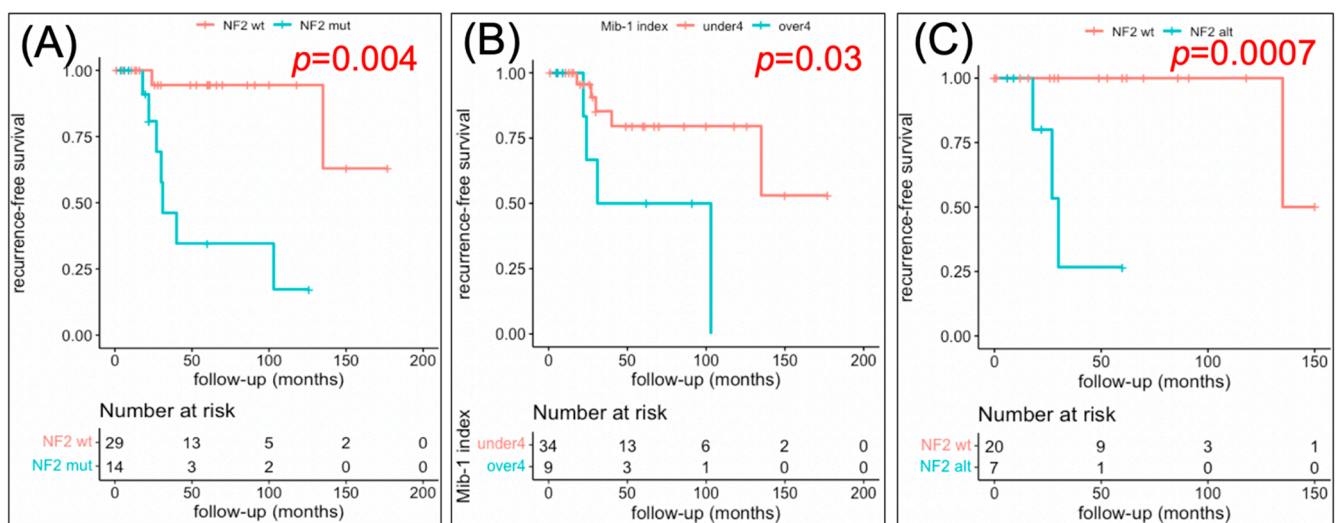 (A)
NF2 wt NF2 mut
p=0.004
1.00
0.75
0.50
0.25
0.00
recurrence-free survival
0 50 100 150 200
follow-up (months)
Number at risk
NF2 wt 29 13 5 2 0
NF2 mut 14 3 2 0 0
0 50 100 150 200
follow-up (months)
(B)
Mib-1 index under4 over4
p=0.03
1.00
0.75
0.50
0.25
0.00
recurrence-free survival
0 50 100 150 200
follow-up (months)
Number at risk
Mib-1 index
under4 34 13 6 2 0
over4 9 3 1 0 0
0 50 100 150 200
follow-up (months)
(C)
NF2 wt NF2 alt
p=0.0007
1.00
0.75
0.50
0.25
0.00
recurrence-free survival
0 50 100 150
follow-up (months)
Number at risk
NF2 wt 20 9 3 1
NF2 alt 7 1 0 0
0 50 100 150
follow-up (months)